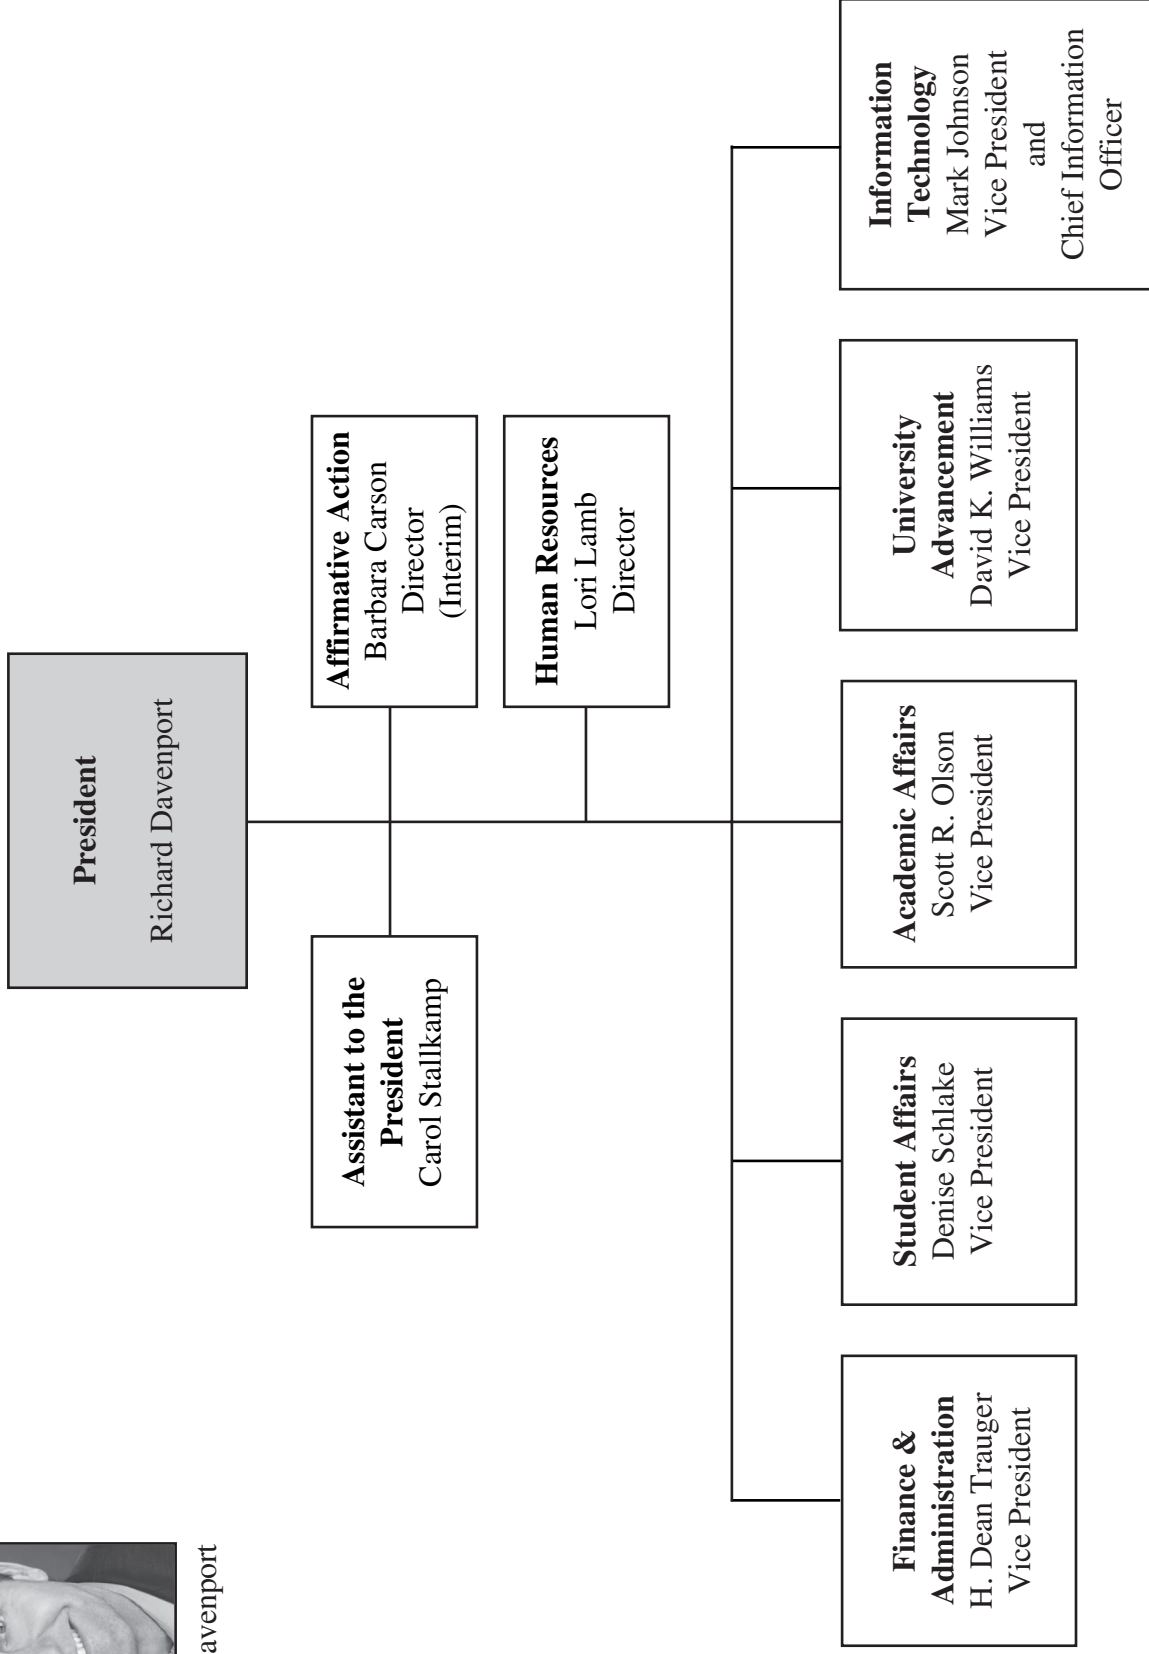 avenport
President
Richard Davenport
Assistant to the
President
Carol Stallkamp
Affirmative Action
Barbara Carson
Director
(Interim)
Human Resources
Lori Lamb
Director
Finance &
Administration
H. Dean Trauger
Vice President
Student Affairs
Denise Schlake
Vice President
Academic Affairs
Scott R. Olson
Vice President
University
Advancement
David K. Williams
Vice President
Information
Technology
Mark Johnson
Vice President
and
Chief Information
Officer